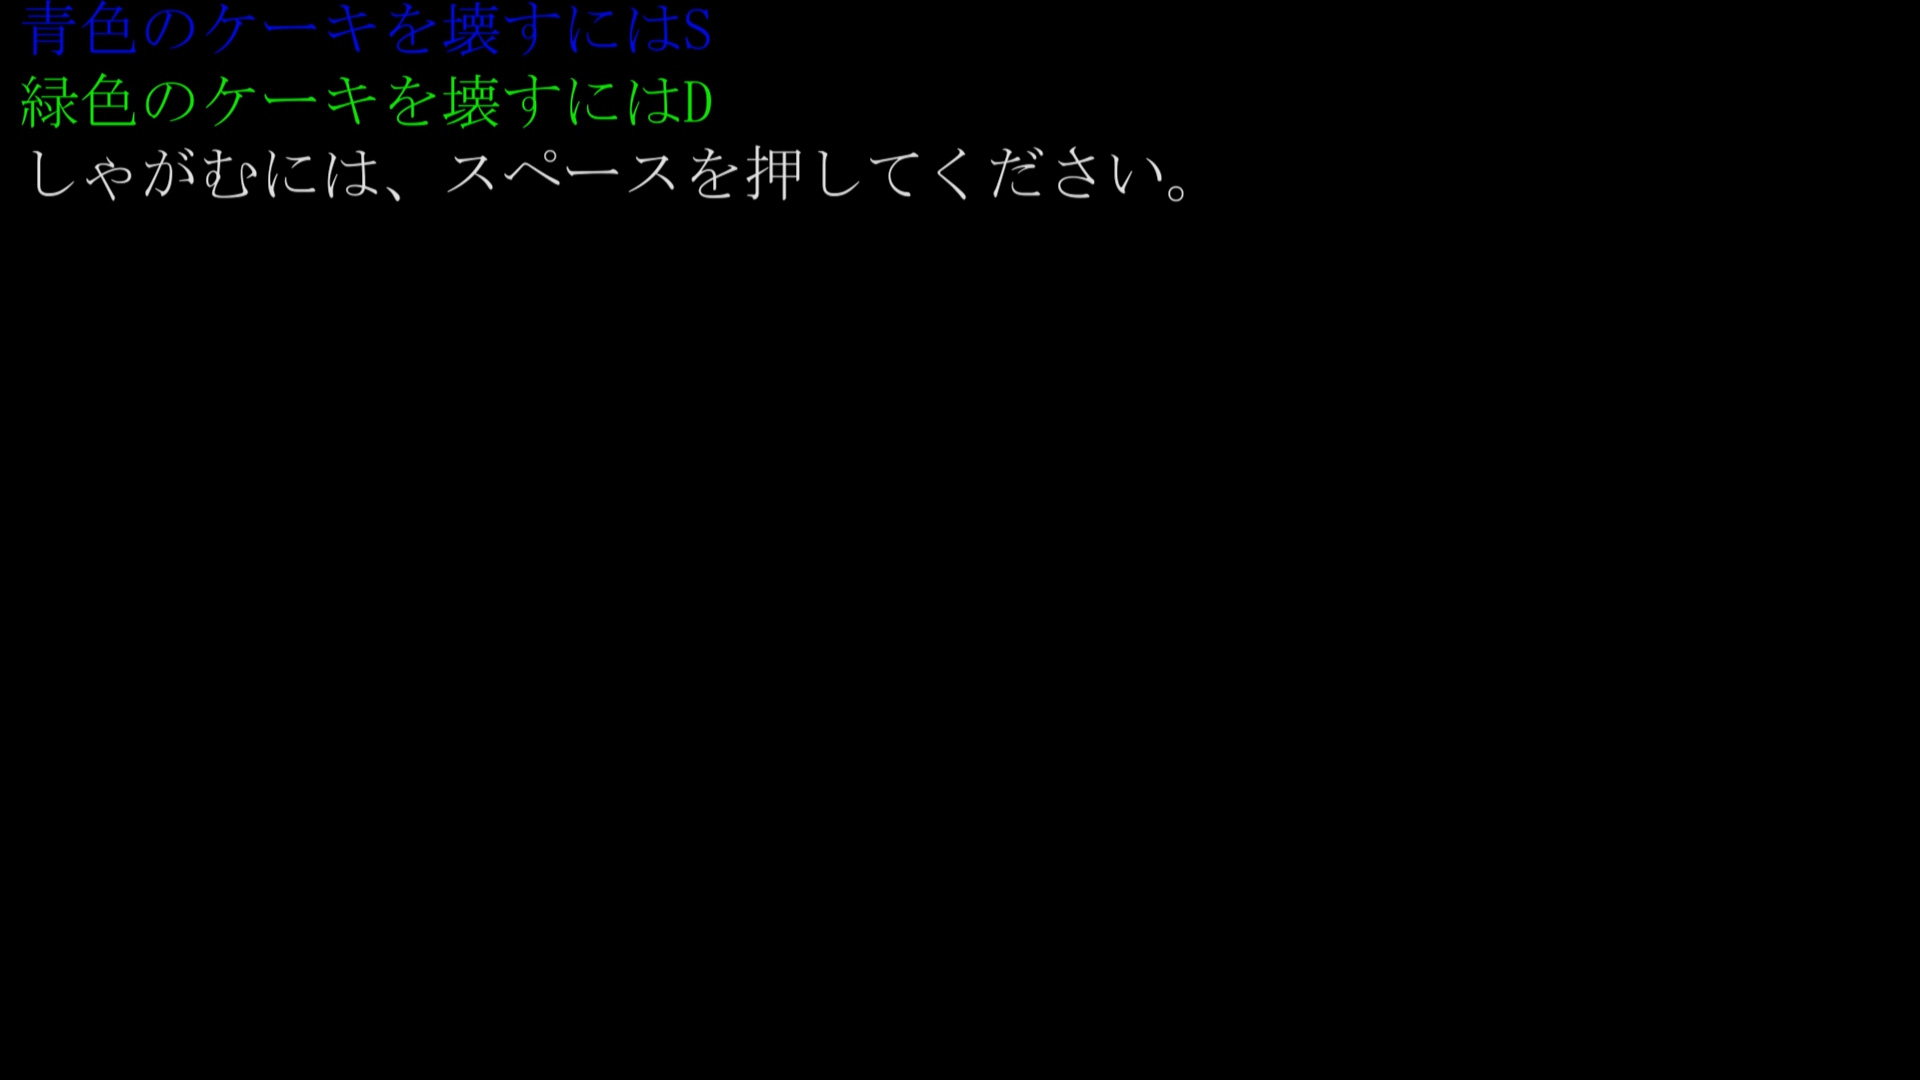 青色のケーキを壊すにはS
緑色のケーキを壊すにはD
しゃがむには、スペースを押してください。